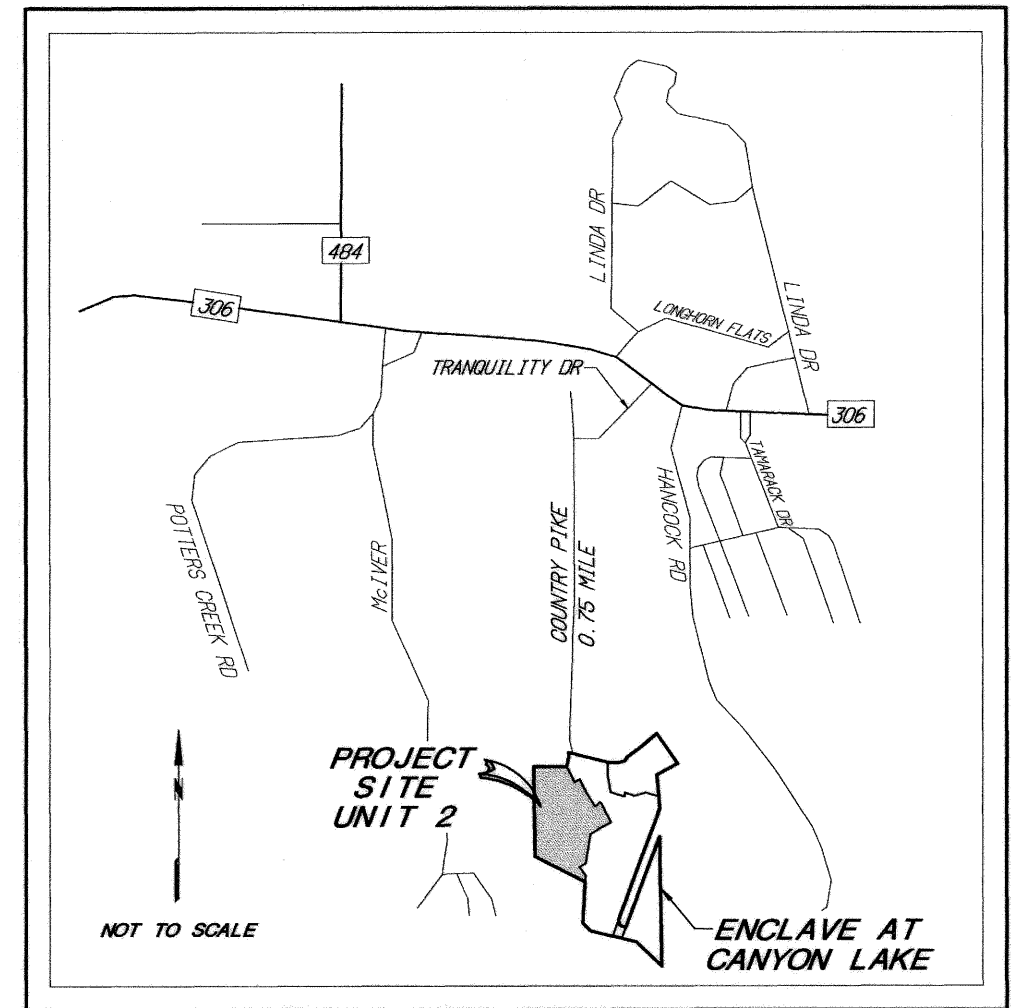 484
306
LINDA DR
LINDA DR
LONGHORN FLATS
TRANQUILITY DR
306
TAMARACK DR
HANCOCK RD
POTTERS CREEK RD
McIVER
COUNTRY PIKE
0.75 MILE
PROJECT
SITE
UNIT 2
N
NOT TO SCALE
ENCLAVE AT
CANYON LAKE